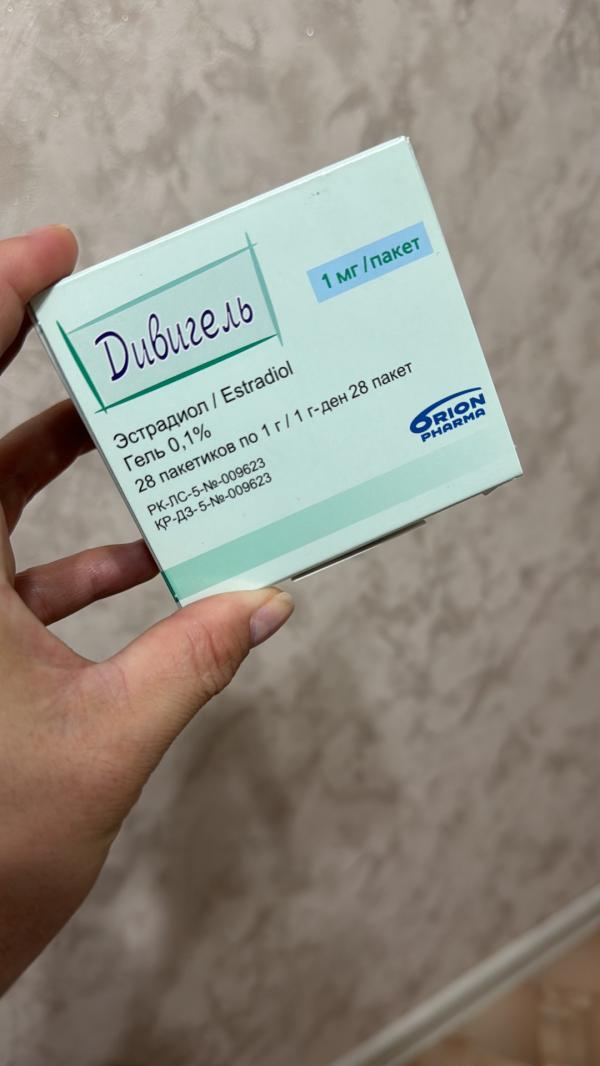 Дивигель
1 мг/пакет
Эстрадиол / Estradiol
Гель 0,1%
28 пакетиков по 1 г / 1 г-ден 28 пакет
РК-ЛС-5-№-009623
ҚР-ДЗ-5-№-009623
ORION
PHARMA